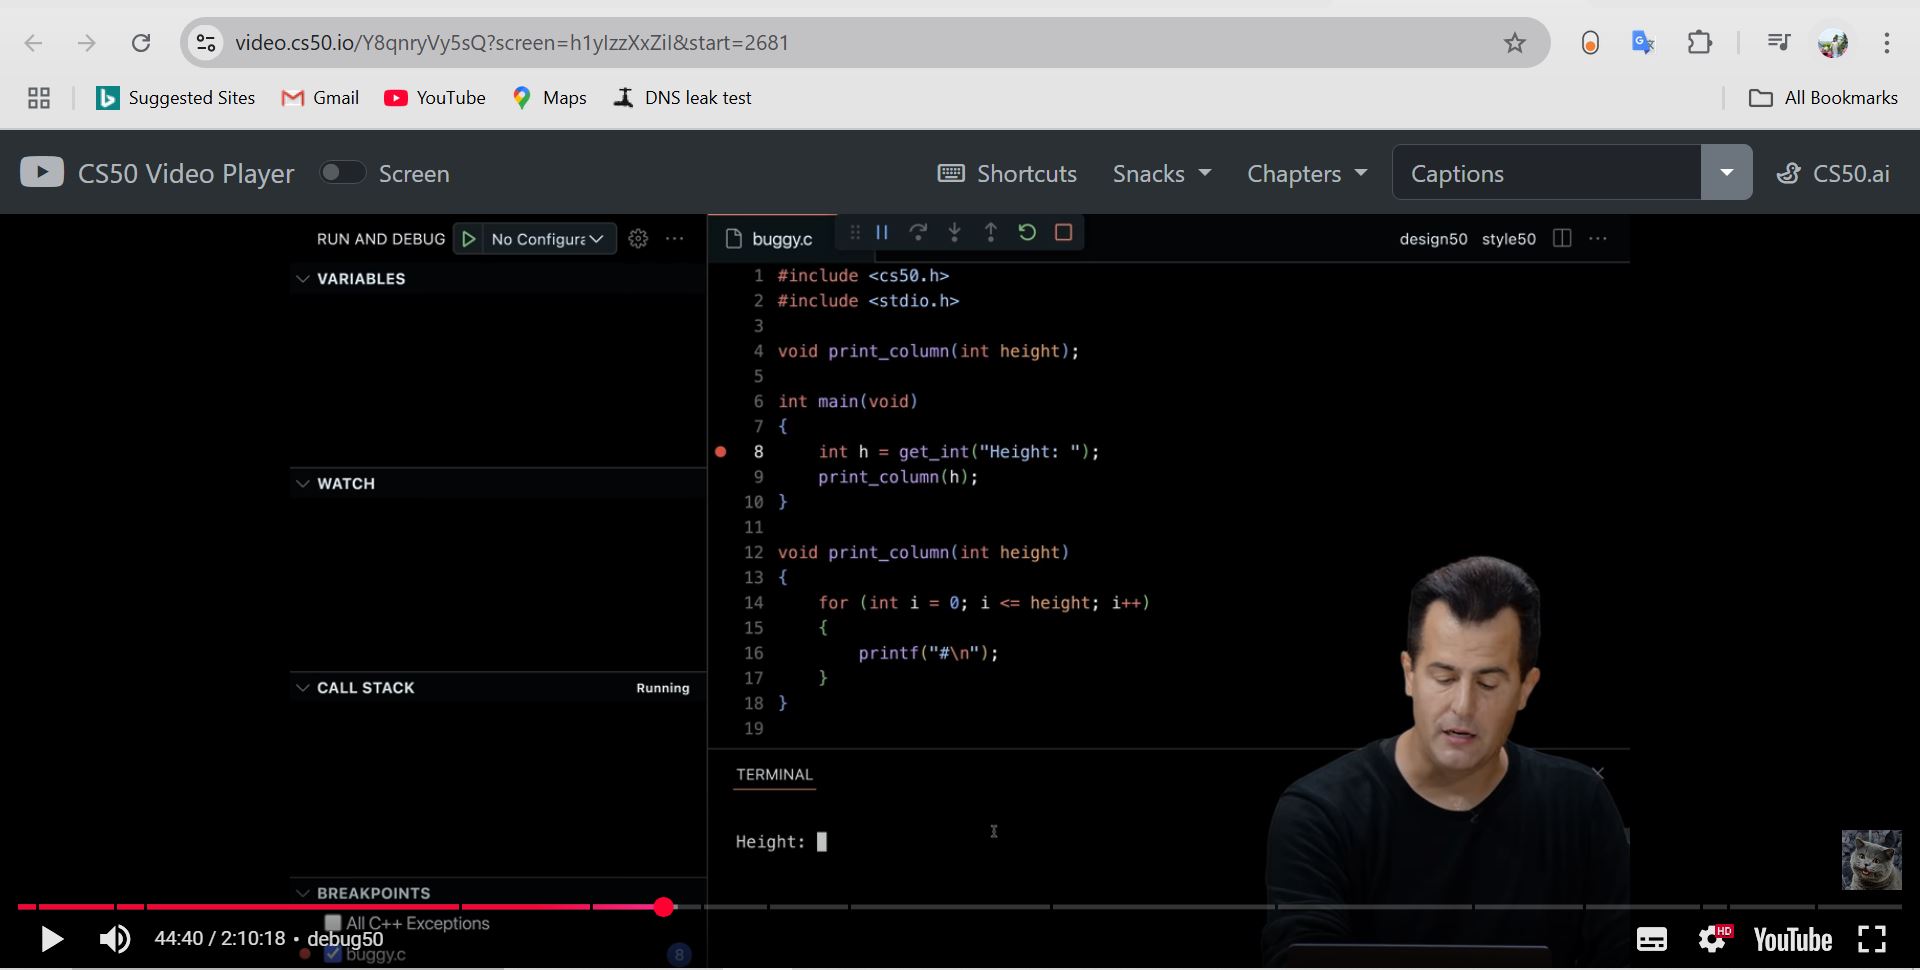 video.cs50.io/Y8qnryVy5sQ?screen=h1yIzzXxZiI&start=2681
Suggested Sites Gmail YouTube Maps DNS leak test All Bookmarks
CS50 Video Player Screen Shortcuts Snacks Chapters Captions CS50.ai
RUN AND DEBUG No Configura buggy.c design50 style50
VARIABLES
1 #include <cs50.h>
2 #include <stdio.h>
3
4 void print_column(int height);
5
6 int main(void)
7 {
8 int h = get_int("Height: ");
9 print_column(h);
10 }
11
12 void print_column(int height)
13 {
14 for (int i = 0; i <= height; i++)
15 {
16 printf("#\n");
17 }
18 }
19
WATCH
CALL STACK Running
TERMINAL
Height:
BREAKPOINTS
All C++ Exceptions
buggy.c 8
44:40 / 2:10:18 • debug50
HD YouTube